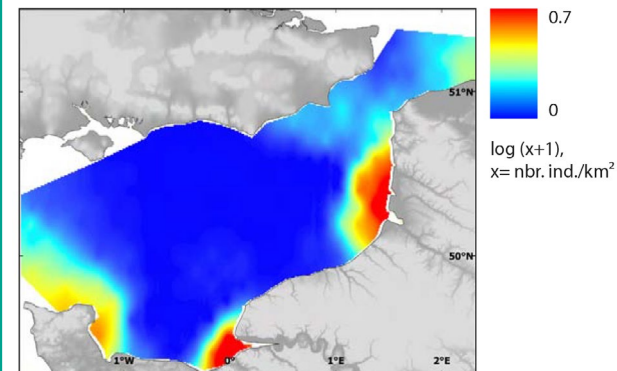 0.7
0
log (x+1),
x= nbr. ind./km²
51°N
50°N
1°W
0°
1°E
2°E